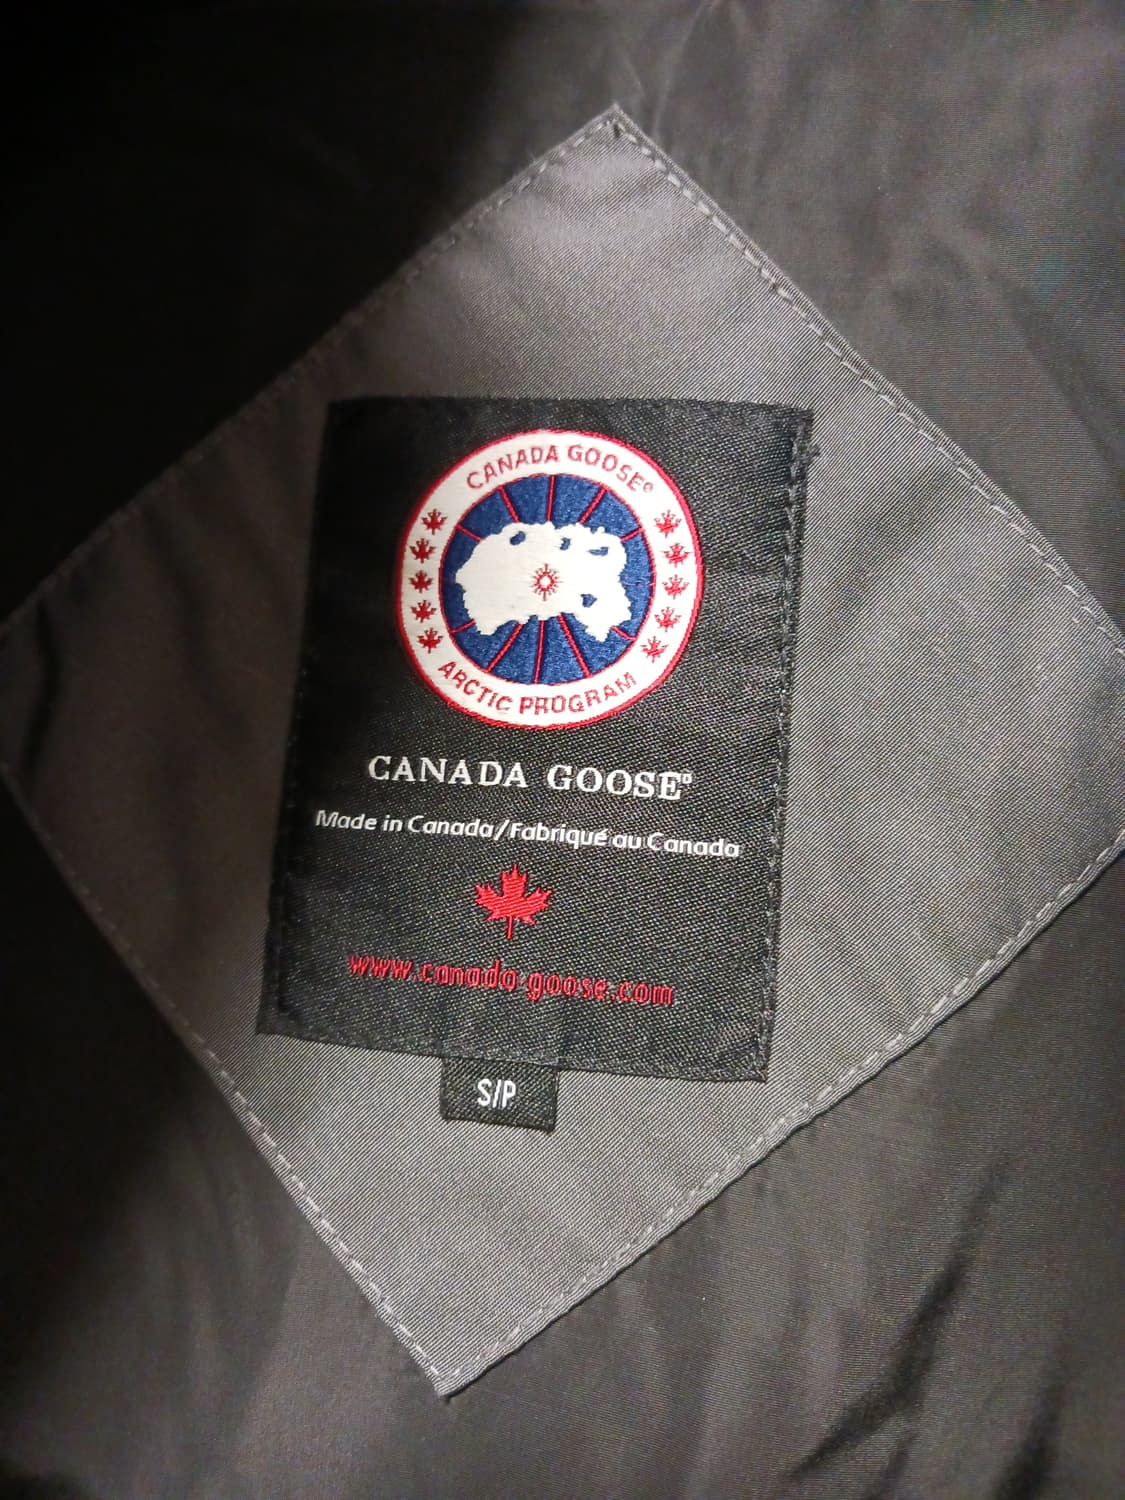 CANADA GOOSE®
ARCTIC PROGRAM
CANADA GOOSE®
Made in Canada/Fabriqué au Canada
www.canada-goose.com
S/P